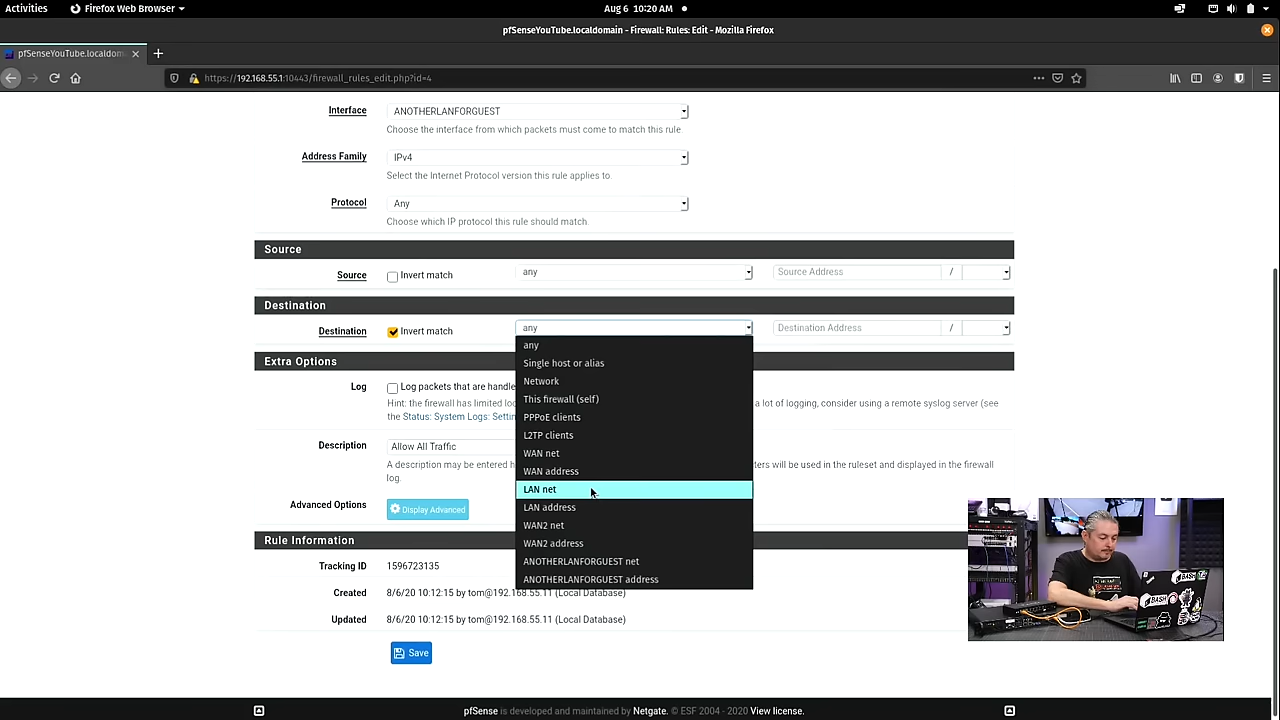 Activities
Firefox Web Browser
Aug 6 10:20 AM
pfSenseYouTube.localdomain - Firewall: Rules: Edit - Mozilla Firefox
pfSenseYouTube.localdom
https://192.168.55.1:10443/firewall_rules_edit.php?id=4
Interface
ANOTHERLANFORGUEST
Choose the interface from which packets must come to match this rule.
Address Family
IPv4
Select the Internet Protocol version this rule applies to.
Protocol
Any
Choose which IP protocol this rule should match.
Source
Source
Invert match
any
Source Address
/
Destination
Destination
Invert match
any
Destination Address
/
any
Single host or alias
Network
This firewall (self)
PPPoE clients
L2TP clients
WAN net
WAN address
LAN net
LAN address
WAN2 net
WAN2 address
ANOTHERLANFORGUEST net
ANOTHERLANFORGUEST address
Extra Options
Log
Log packets that are handle
Hint: the firewall has limited lo
a lot of logging, consider using a remote syslog server (see
the Status: System Logs: Settin
Description
Allow All Traffic
A description may be entered h
ters will be used in the ruleset and displayed in the firewall
log.
Advanced Options
Display Advanced
Rule Information
Tracking ID
1596723135
Created
8/6/20 10:12:15 by tom@192.168.55.11 (Local Database)
Updated
8/6/20 10:12:15 by tom@192.168.55.11 (Local Database)
Save
BASH
BASH
pfSense is developed and maintained by Netgate. © ESF 2004 - 2020 View license.